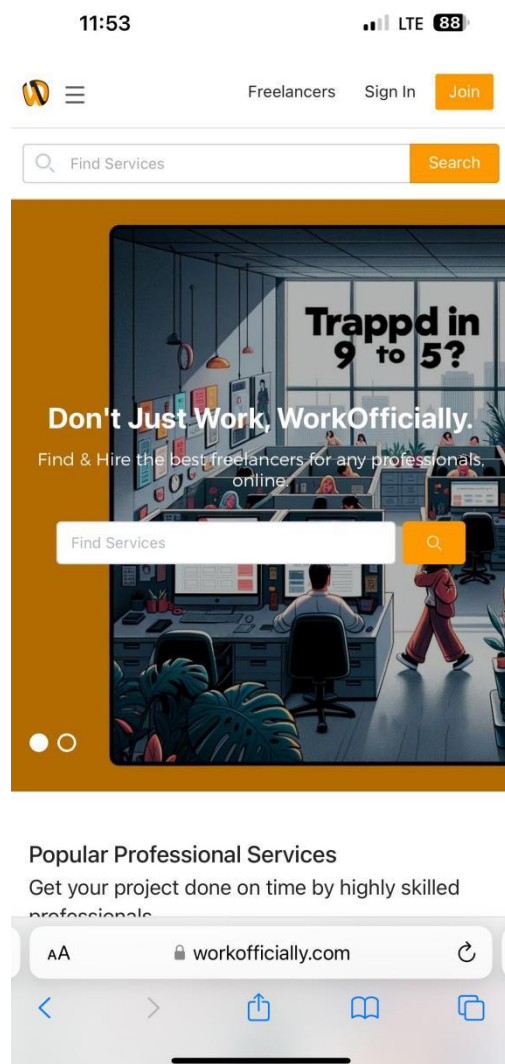 11:53
LTE 88
Freelancers Sign In Join
Find Services Search
Trappd in
9 to 5?
Don't Just Work, WorkOfficially.
Find & Hire the best freelancers for any professionals,
online.
Find Services
Popular Professional Services
Get your project done on time by highly skilled
professionals
AA workofficially.com